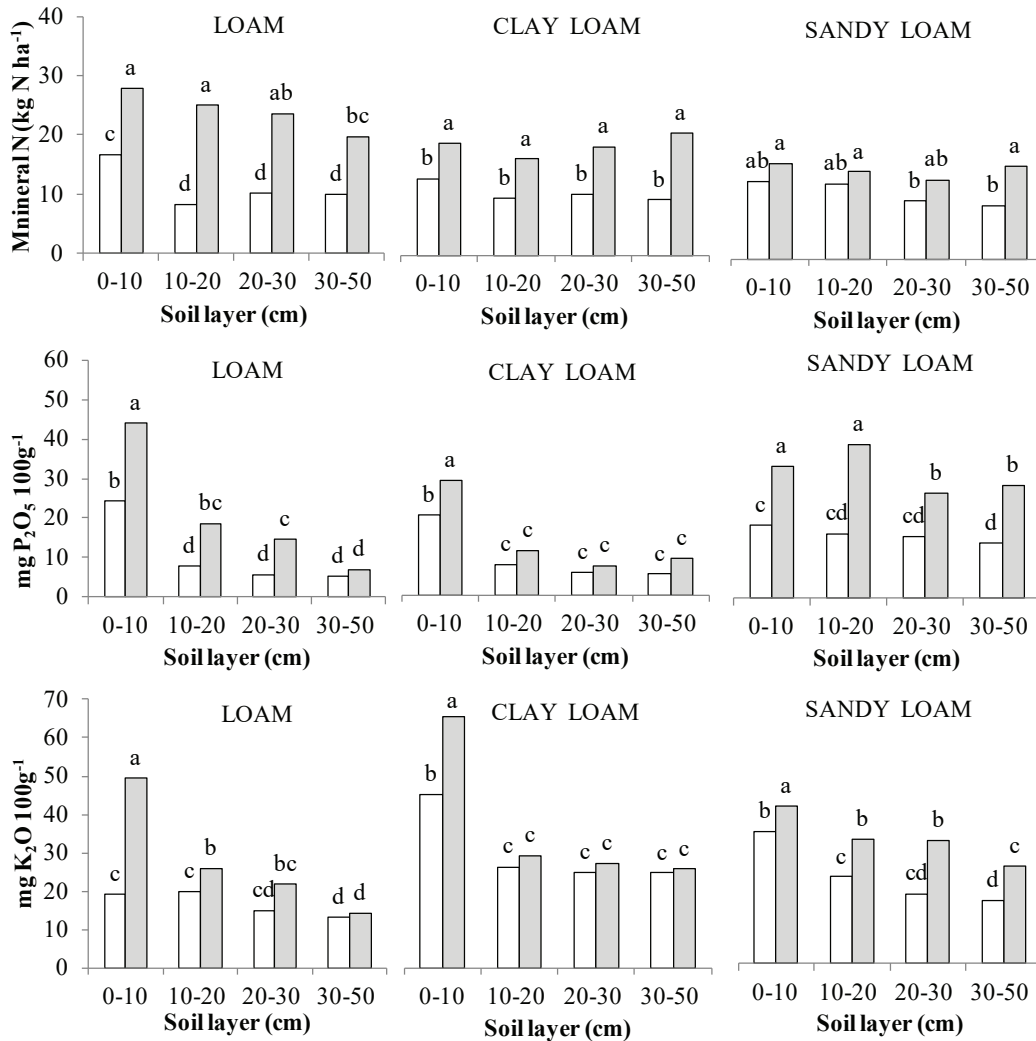 LOAM
CLAY LOAM
SANDY LOAM
Mnineral N (kg N ha⁻¹)
40
30
20
10
0
c a d a d ab d bc
b a b a b a b a
ab a ab a b ab b a
0-10 10-20 20-30 30-50
0-10 10-20 20-30 30-50
0-10 10-20 20-30 30-50
Soil layer (cm)
Soil layer (cm)
Soil layer (cm)
LOAM
CLAY LOAM
SANDY LOAM
mg P₂O₅ 100g⁻¹
60
50
40
30
20
10
0
b a d bc d c d d
b a c c c c c c
c a cd a cd b d b
0-10 10-20 20-30 30-50
0-10 10-20 20-30 30-50
0-10 10-20 20-30 30-50
Soil layer (cm)
Soil layer (cm)
Soil layer (cm)
LOAM
CLAY LOAM
SANDY LOAM
mg K₂O 100g⁻¹
70
60
50
40
30
20
10
0
c a c b cd bc d d
b a c c c c c c
b a c b cd b d c
0-10 10-20 20-30 30-50
0-10 10-20 20-30 30-50
0-10 10-20 20-30 30-50
Soil layer (cm)
Soil layer (cm)
Soil layer (cm)